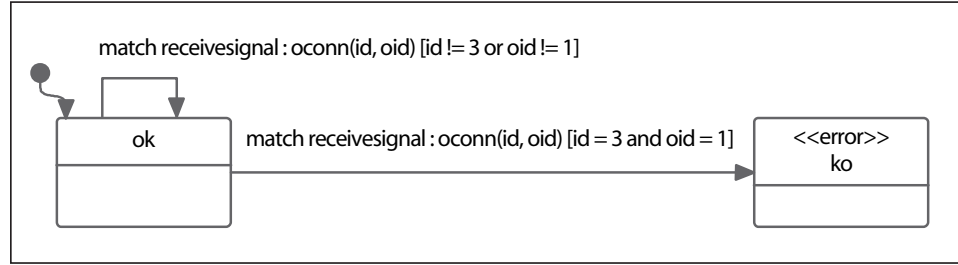 match receivesignal : oconn(id, oid) [id != 3 or oid != 1]
ok
match receivesignal : oconn(id, oid) [id = 3 and oid = 1]
<<error>>
ko